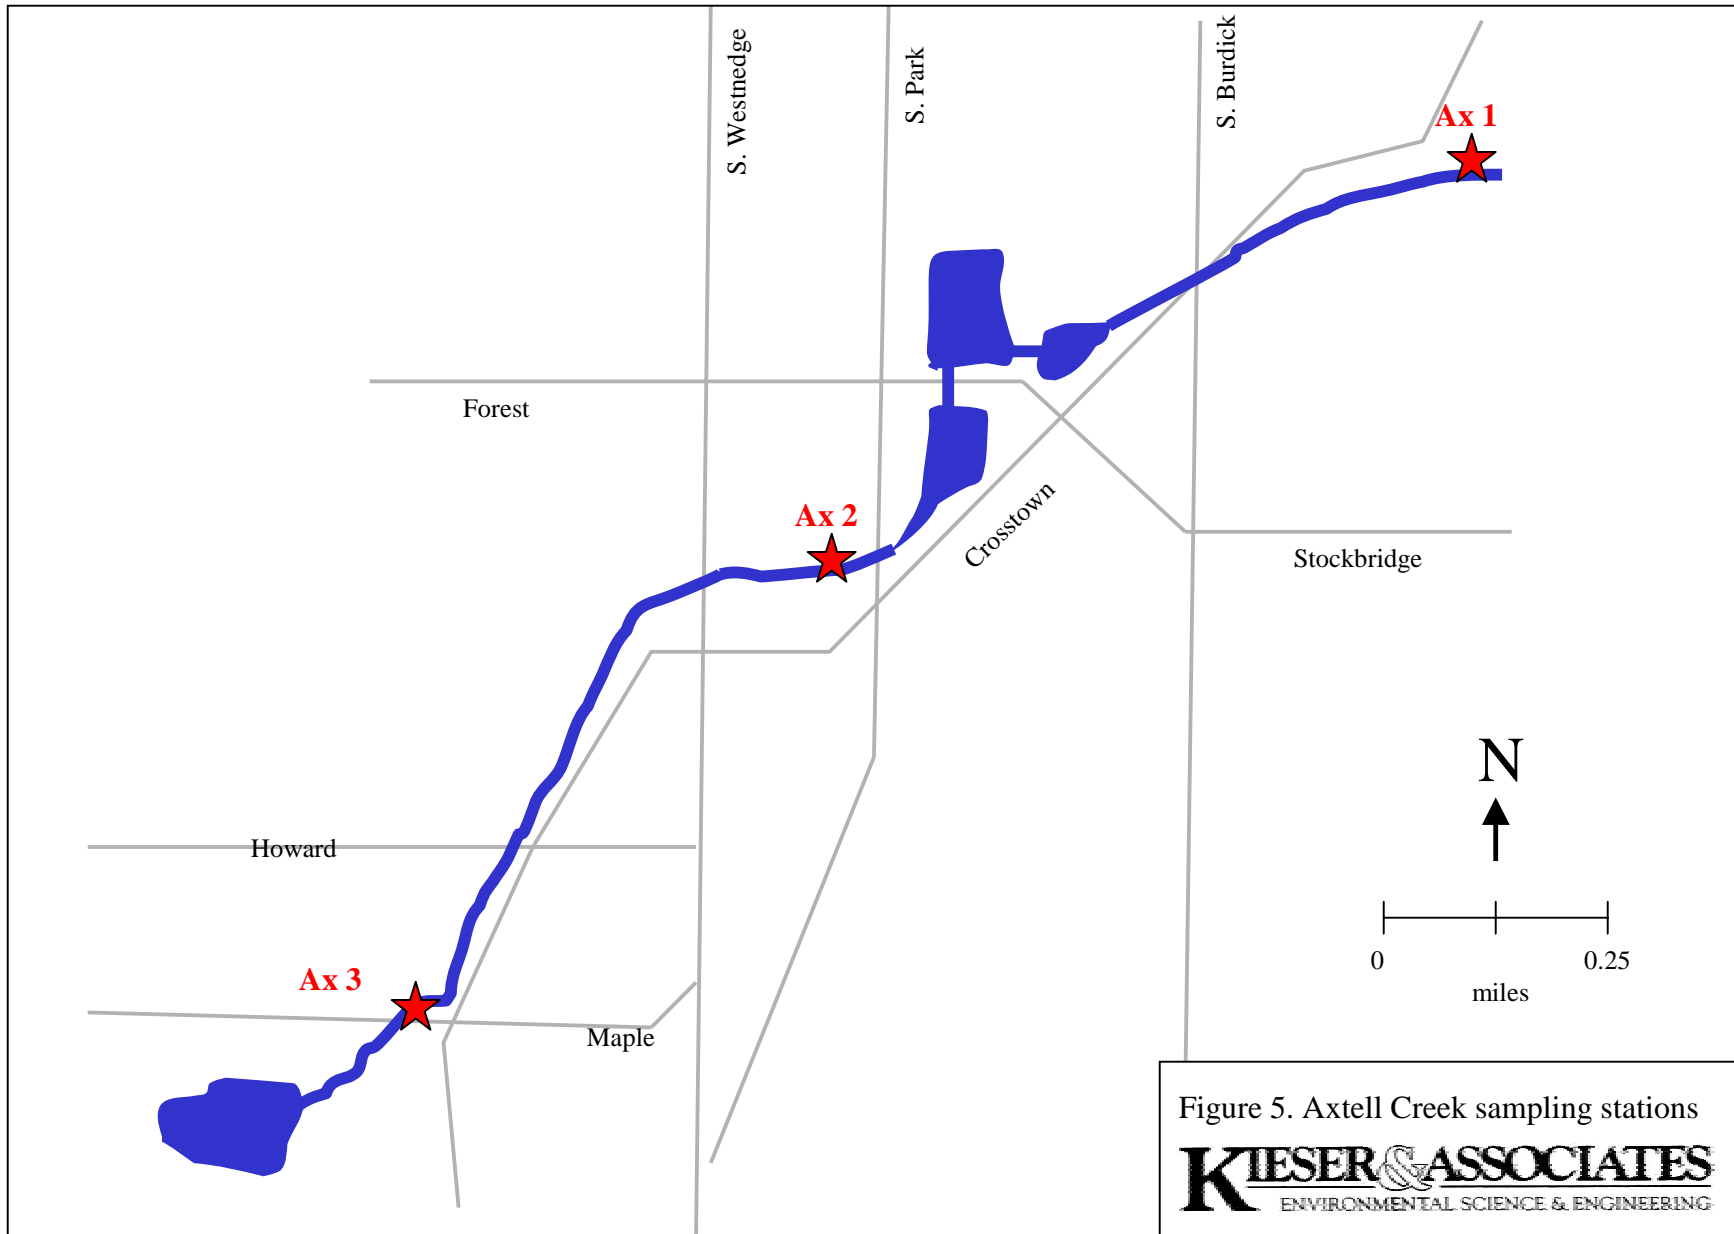 S. Westnedge
S. Park
S. Burdick
Ax 1
Forest
Ax 2
Crosstown
Stockbridge
N
Howard
0 0.25
miles
Ax 3
Maple
Figure 5. Axtell Creek sampling stations
KIESER & ASSOCIATES
ENVIRONMENTAL SCIENCE & ENGINEERING